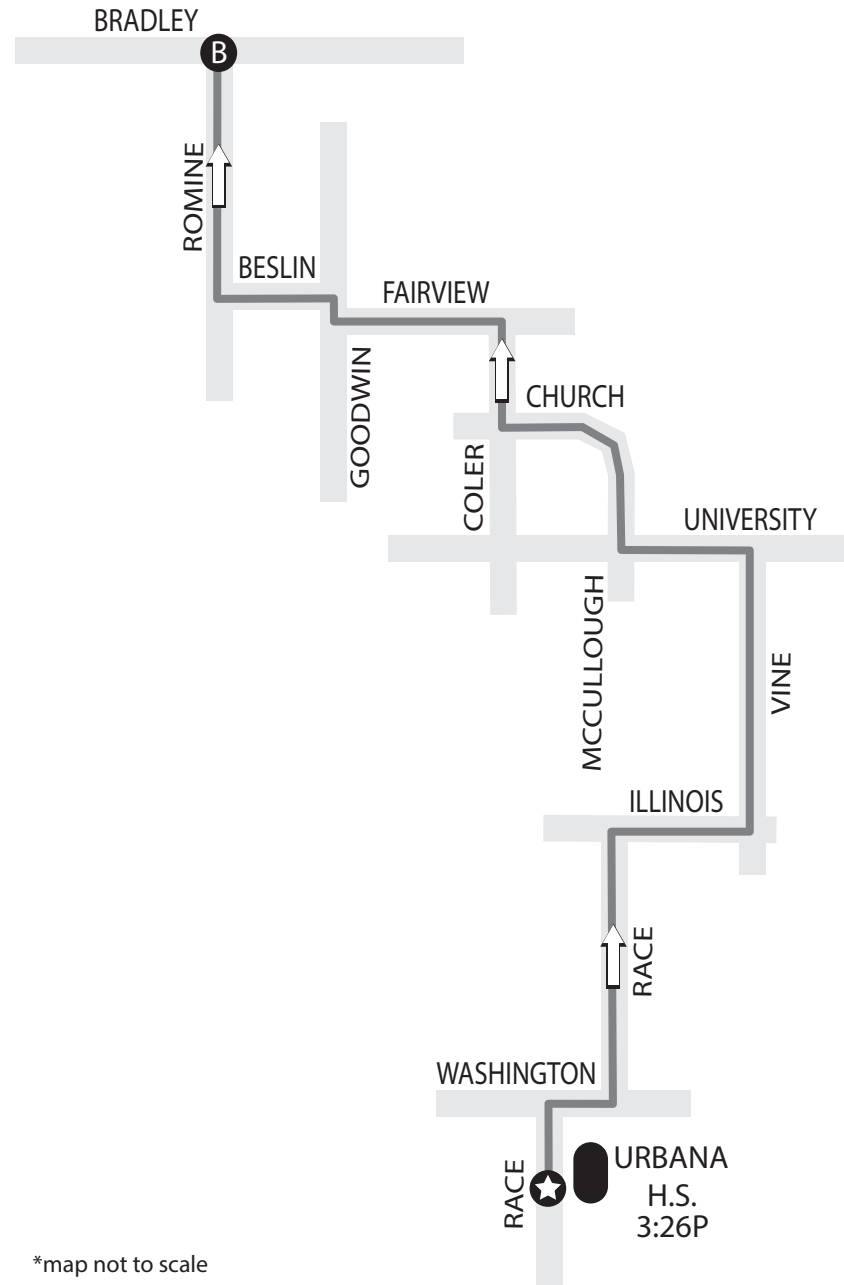 BRADLEY
B
ROMINE
BESLIN
FAIRVIEW
GOODWIN
CHURCH
COLER
UNIVERSITY
MCCULLOUGH
VINE
ILLINOIS
RACE
WASHINGTON
RACE
URBANA
H.S.
3:26P
*map not to scale